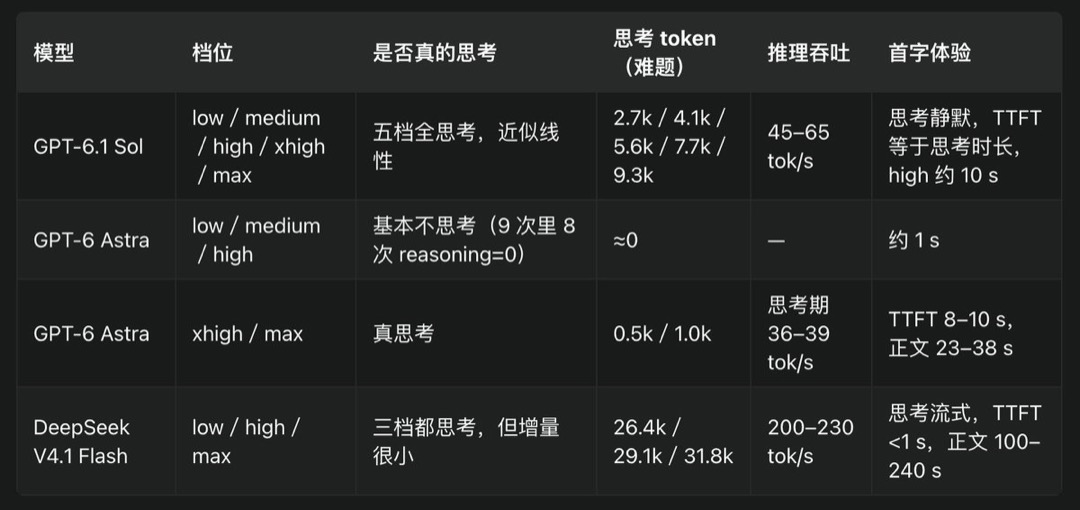 模型
档位
是否真的思考
思考 token
（难题）
推理吞吐
首字体验
GPT-6.1 Sol
low / medium
/ high / xhigh
/ max
五档全思考，近似线
性
2.7k / 4.1k /
5.6k / 7.7k /
9.3k
45–65
tok/s
思考静默，TTFT
等于思考时长，
high 约 10 s
GPT-6 Astra
low / medium
/ high
基本不思考（9 次里 8
次 reasoning=0）
≈0
—
约 1 s
GPT-6 Astra
xhigh / max
真思考
0.5k / 1.0k
思考期
36–39
tok/s
TTFT 8–10 s，
正文 23–38 s
DeepSeek
V4.1 Flash
low / high /
max
三档都思考，但增量
很小
26.4k /
29.1k / 31.8k
200–230
tok/s
思考流式，TTFT
<1 s，正文 100–
240 s